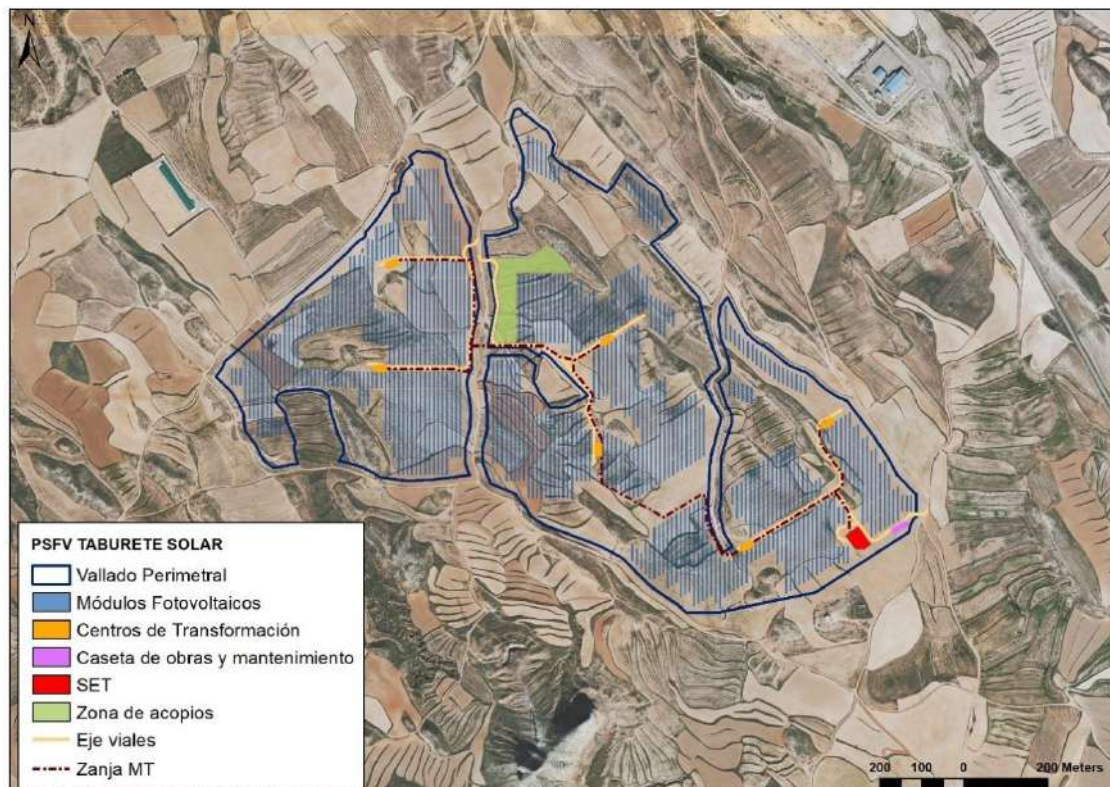 N
PSFV TABURETE SOLAR
Vallado Perimetral
Módulos Fotovoltaicos
Centros de Transformación
Caseta de obras y mantenimiento
SET
Zona de acopios
Eje viales
Zanja MT
200 100 0 200 Meters